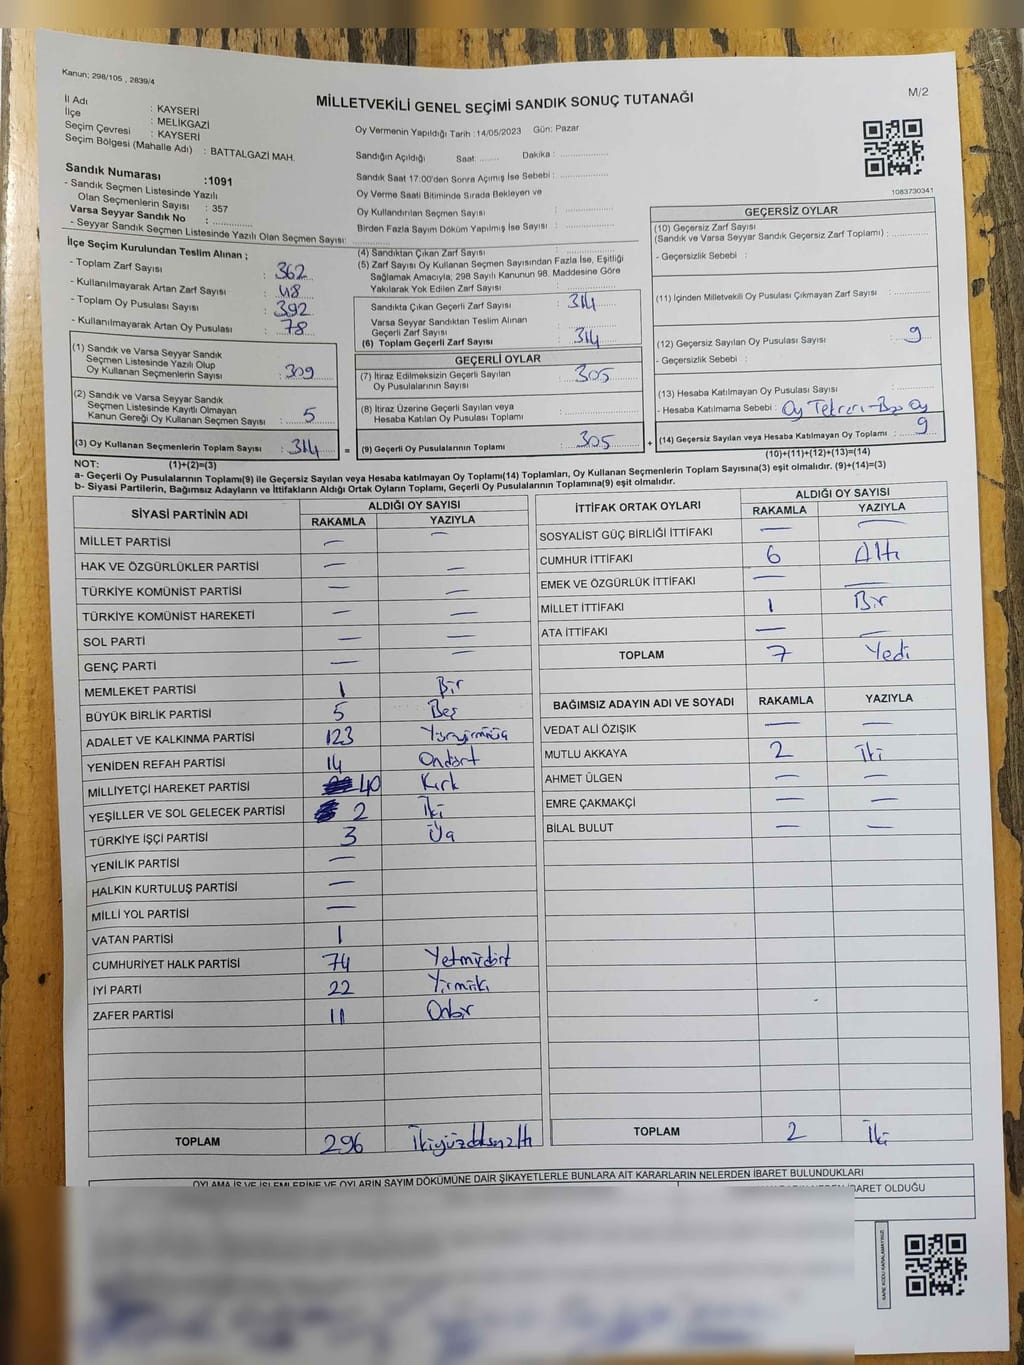 Kanun; 298/105 , 2839/4
MİLLETVEKİLİ GENEL SEÇİMİ SANDIK SONUÇ TUTANAĞI
M/2
İl Adı : KAYSERİ
İlçe : MELİKGAZİ
Seçim Çevresi : KAYSERİ
Seçim Bölgesi (Mahalle Adı) : BATTALGAZİ MAH.
Sandık Numarası :1091
- Sandık Seçmen Listesinde Yazılı
Olan Seçmenlerin Sayısı : 357
Varsa Seyyar Sandık No :
- Seyyar Sandık Seçmen Listesinde Yazılı Olan Seçmen Sayısı:
Oy Vermenin Yapıldığı Tarih :14/05/2023 Gün: Pazar
Sandığın Açıldığı Saat: Dakika :
Sandık Saat 17:00'den Sonra Açımış İse Sebebi :
Oy Verme Saati Bitiminde Sırada Bekleyen ve
Oy Kullandırılan Seçmen Sayısı :
Birden Fazla Sayım Döküm Yapılmış İse Sayısı :
1083730341
İlçe Seçim Kurulundan Teslim Alınan ;
- Toplam Zarf Sayısı : 362
- Kullanılmayarak Artan Zarf Sayısı : 48
- Toplam Oy Pusulası Sayısı : 392
- Kullanılmayarak Artan Oy Pusulası : 78
(1) Sandık ve Varsa Seyyar Sandık
Seçmen Listesinde Yazılı Olup
Oy Kullanan Seçmenlerin Sayısı : 309
(2) Sandık ve Varsa Seyyar Sandık
Seçmen Listesinde Kayıtlı Olmayan
Kanun Gereği Oy Kullanan Seçmen Sayısı : 5
(3) Oy Kullanan Seçmenlerin Toplam Sayısı : 314
(4) Sandıktan Çıkan Zarf Sayısı :
(5) Zarf Sayısı Oy Kullanan Seçmen Sayısından Fazla İse, Eşitliği
Sağlamak Amacıyla; 298 Sayılı Kanunun 98. Maddesine Göre
Yakılarak Yok Edilen Zarf Sayısı :
Sandıkta Çıkan Geçerli Zarf Sayısı : 314
Varsa Seyyar Sandıktan Teslim Alınan
Geçerli Zarf Sayısı :
(6) Toplam Geçerli Zarf Sayısı : 314
GEÇERLİ OYLAR
(7) İtiraz Edilmeksizin Geçerli Sayılan
Oy Pusulalarının Sayısı : 305
(8) İtiraz Üzerine Geçerli Sayılan veya
Hesaba Katılan Oy Pusulası Toplamı :
= (9) Geçerli Oy Pusulalarının Toplamı : 305 +
GEÇERSİZ OYLAR
(10) Geçersiz Zarf Sayısı
(Sandık ve Varsa Seyyar Sandık Geçersiz Zarf Toplamı) :
- Geçersizlik Sebebi :
(11) İçinden Milletvekili Oy Pusulası Çıkmayan Zarf Sayısı :
(12) Geçersiz Sayılan Oy Pusulası Sayısı : 9
- Geçersizlik Sebebi :
(13) Hesaba Katılmayan Oy Pusulası Sayısı :
- Hesaba Katılmama Sebebi : Oy Tekrarı-Boş Oy
(14) Geçersiz Sayılan veya Hesaba Katılmayan Oy Toplamı : 9
NOT: (1)+(2)=(3)
(10)+(11)+(12)+(13)=(14)
a- Geçerli Oy Pusulalarının Toplamı(9) ile Geçersiz Sayılan veya Hesaba katılmayan Oy Toplamı(14) Toplamları, Oy Kullanan Seçmenlerin Toplam Sayısına(3) eşit olmalıdır. (9)+(14)=(3)
b- Siyasi Partilerin, Bağımsız Adayların ve İttifakların Aldığı Ortak Oyların Toplamı, Geçerli Oy Pusulalarının Toplamına(9) eşit olmalıdır.
SİYASİ PARTİNİN ADI ALDIĞI OY SAYISI
RAKAMLA YAZIYLA
MİLLET PARTİSİ — —
HAK VE ÖZGÜRLÜKLER PARTİSİ — —
TÜRKİYE KOMÜNİST PARTİSİ — —
TÜRKİYE KOMÜNİST HAREKETİ — —
SOL PARTİ — —
GENÇ PARTİ — —
MEMLEKET PARTİSİ 1 Bir
BÜYÜK BİRLİK PARTİSİ 5 Beş
ADALET VE KALKINMA PARTİSİ 123
YENİDEN REFAH PARTİSİ 14 Ondört
MİLLİYETÇİ HAREKET PARTİSİ 40 Kırk
YEŞİLLER VE SOL GELECEK PARTİSİ 2 İki
TÜRKİYE İŞÇİ PARTİSİ 3 Üç
YENİLİK PARTİSİ —
HALKIN KURTULUŞ PARTİSİ —
MİLLİ YOL PARTİSİ —
VATAN PARTİSİ 1
CUMHURİYET HALK PARTİSİ 74 Yetmişdört
İYİ PARTİ 22 Yirmiiki
ZAFER PARTİSİ 11 Onbir
TOPLAM 296 İkiyüzdoksanaltı
İTTİFAK ORTAK OYLARI ALDIĞI OY SAYISI
RAKAMLA YAZIYLA
SOSYALİST GÜÇ BİRLİĞİ İTTİFAKI — —
CUMHUR İTTİFAKI 6 Altı
EMEK VE ÖZGÜRLÜK İTTİFAKI — —
MİLLET İTTİFAKI 1 Bir
ATA İTTİFAKI — —
TOPLAM 7 Yedi
BAĞIMSIZ ADAYIN ADI VE SOYADI RAKAMLA YAZIYLA
VEDAT ALİ ÖZIŞIK — —
MUTLU AKKAYA 2 İki
AHMET ÜLGEN — —
EMRE ÇAKMAKÇİ — —
BİLAL BULUT — —
TOPLAM 2 İki
OYLAMA İŞ VE İŞLEMLERİNE VE OYLARIN SAYIM DÖKÜMÜNE DAİR ŞİKAYETLERLE BUNLARA AİT KARARLARIN NELERDEN İBARET BULUNDUKLARI
İBARET OLDUĞU
KARE KODU KARALAMAYINIZ!